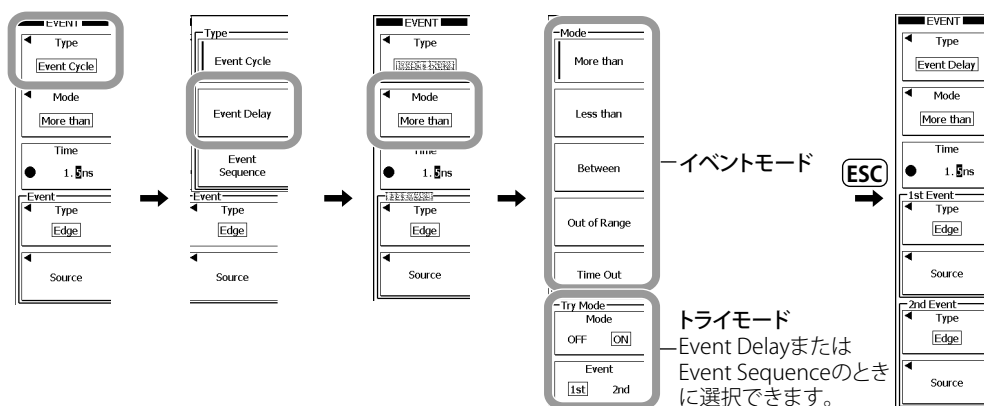 EVENT
Type
Event Cycle
Mode
More than
Time
1.5ns
Event
Type
Edge
Source
Type
Event Cycle
Event Delay
Event
Sequence
Event
Type
Edge
Source
EVENT
Type
Mode
More than
Time
1.5ns
Type
Edge
Source
Mode
More than
Less than
Between
Out of Range
Time Out
Try Mode
Mode
OFF ON
Event
1st 2nd
イベントモード
トライモード
Event Delayまたは
Event Sequenceのとき
に選択できます。
ESC
EVENT
Type
Event Delay
Mode
More than
Time
1.5ns
1st Event
Type
Edge
Source
2nd Event
Type
Edge
Source